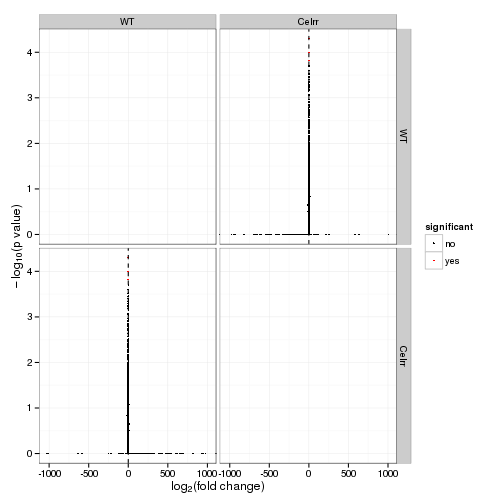 WT
Celrr
4
3
2
1
0
WT
4
3
2
1
0
Celrr
-1000
-500
0
500
1000
-1000
-500
0
500
1000
−log10(p value)
log2(fold change)
significant
no
yes